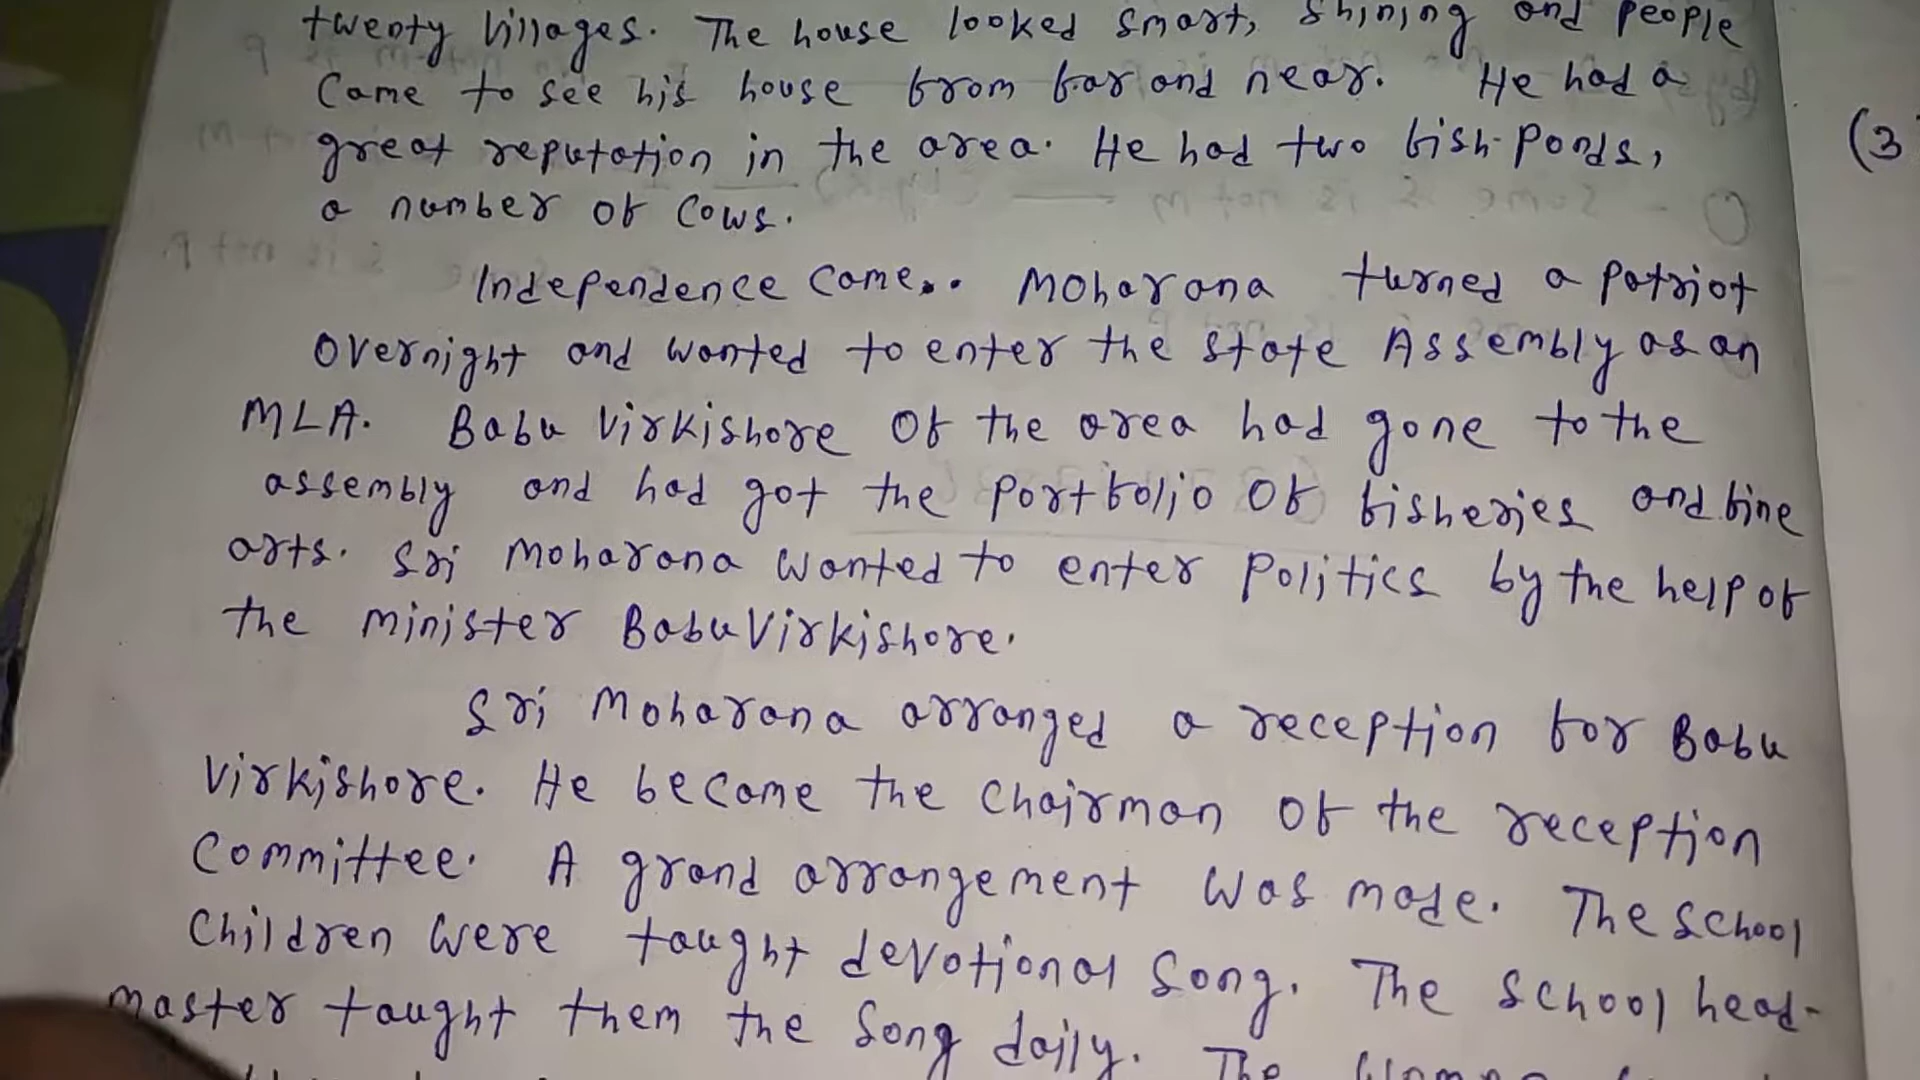 twenty villages. The house looked smart, shining and people
Came to see his house from far and near. He had a
great reputation in the area. He had two fish-ponds,
(3
a number of cows.
Independence came.. Moharana turned a patriot
overnight and wanted to enter the state Assembly as an
MLA. Babu Virkishore of the area had gone to the
assembly and had got the portfolio of fisheries and fine
arts. Sri Moharana wanted to enter politics by the help of
the minister Babu Virkishore.
Sri Moharana arranged a reception for Babu
Virkishore. He became the chairman of the reception
Committee. A grand arrangement was made. The school
Children were taught devotional song. The school head-
master taught them the song daily. The